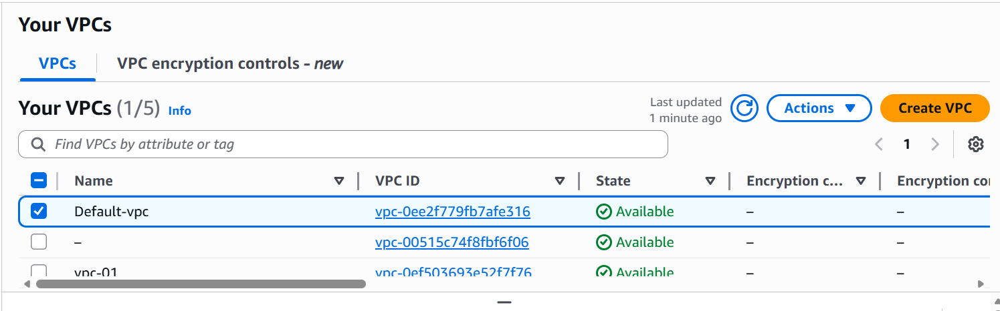 Your VPCs
VPCs
VPC encryption controls - new
Your VPCs (1/5) Info
Last updated
1 minute ago
Actions
Create VPC
Find VPCs by attribute or tag
1
Name VPC ID State Encryption c... Encryption cor
Default-vpc vpc-0ee2f779fb7afe316 Available – –
– vpc-00515c74f8fbf6f06 Available – –
vpc-01 vpc-0ef503693e52f7f76 Available – –